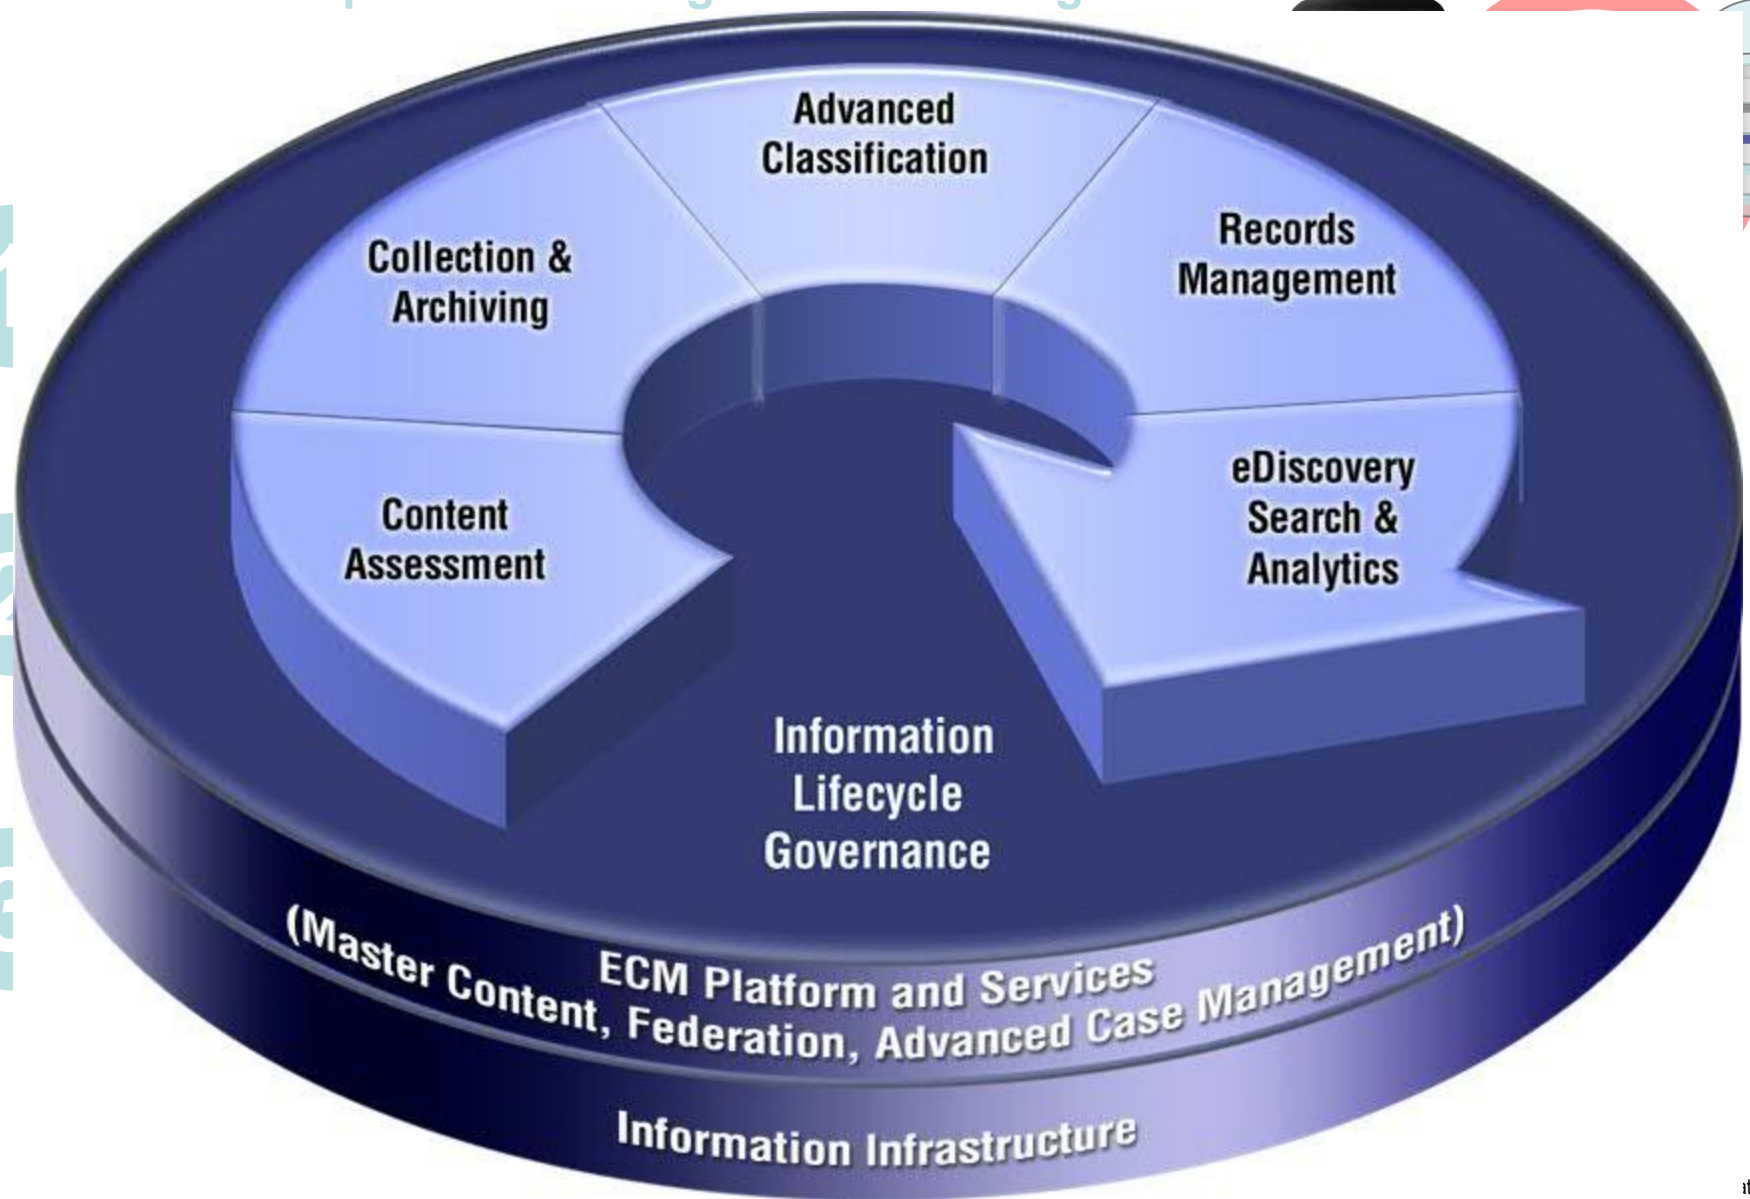 Advanced
Classification
Collection &
Archiving
Records
Management
Content
Assessment
eDiscovery
Search &
Analytics
Information
Lifecycle
Governance
ECM Platform and Services
(Master Content, Federation, Advanced Case Management)
Information Infrastructure